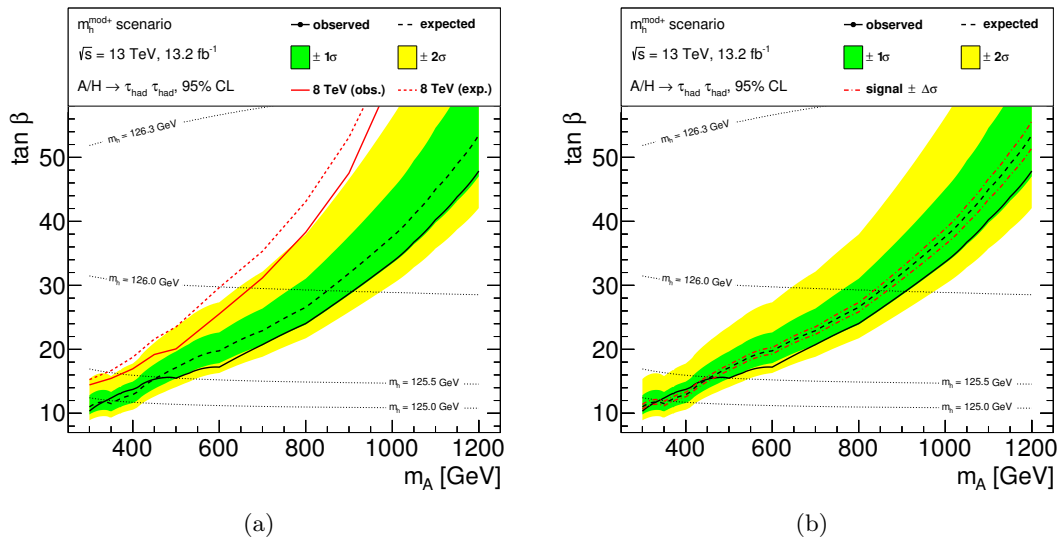 m_h^mod+ scenario
√s = 13 TeV, 13.2 fb⁻¹
A/H → τ_had τ_had, 95% CL
observed
expected
± 1σ
± 2σ
8 TeV (obs.)
8 TeV (exp.)
m_h = 126.3 GeV
m_h = 126.0 GeV
m_h = 125.5 GeV
m_h = 125.0 GeV
tan β
50
40
30
20
10
400 600 800 1000 1200
m_A [GeV]
(a)
m_h^mod+ scenario
√s = 13 TeV, 13.2 fb⁻¹
A/H → τ_had τ_had, 95% CL
observed
expected
± 1σ
± 2σ
signal ± Δσ
m_h = 126.3 GeV
m_h = 126.0 GeV
m_h = 125.5 GeV
m_h = 125.0 GeV
tan β
50
40
30
20
10
400 600 800 1000 1200
m_A [GeV]
(b)